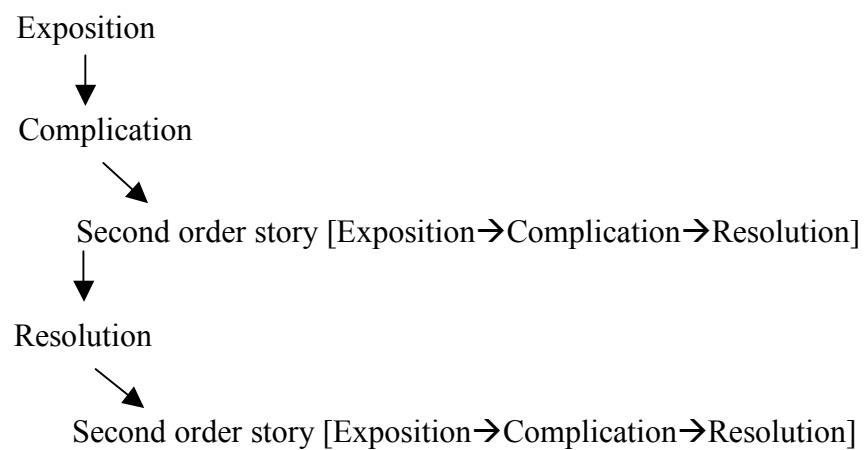 Exposition
Complication
Second order story [Exposition→Complication→Resolution]
Resolution
Second order story [Exposition→Complication→Resolution]